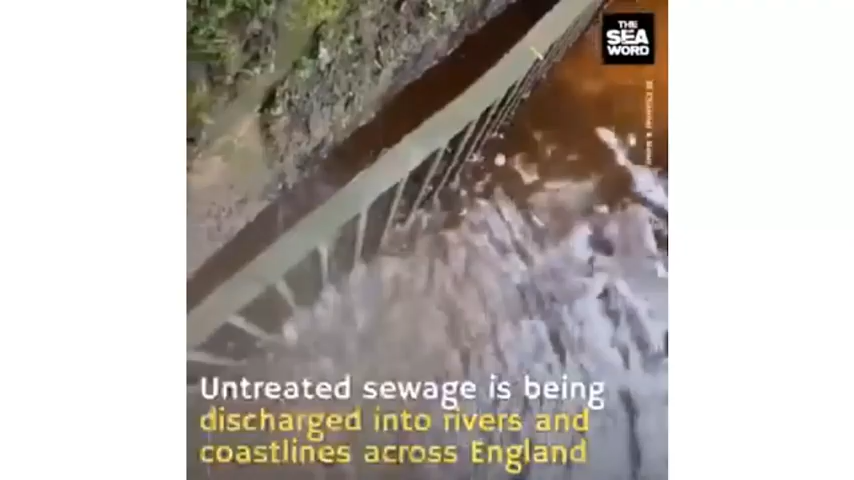 THE
SEA
WORD
Untreated sewage is being
discharged into rivers and
coastlines across England